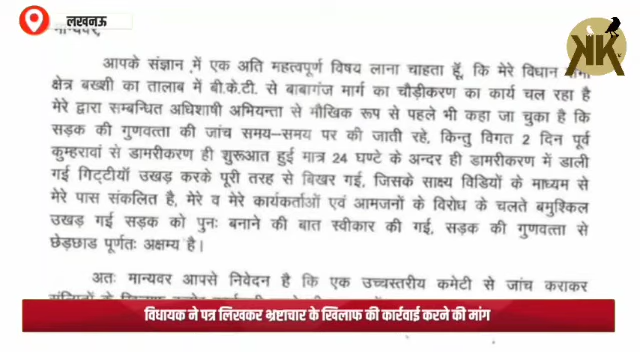 लखनऊ
मान्यवर,
आपके संज्ञान में एक अति महत्वपूर्ण विषय लाना चाहता हूँ, कि मेरे विधान सभा
क्षेत्र बख्शी का तालाब में बी.के.टी. से बाबागंज मार्ग का चौड़ीकरण का कार्य चल रहा है
मेरे द्वारा सम्बन्धित अधिशाषी अभियन्ता से मौखिक रूप से पहले भी कहा जा चुका है कि
सड़क की गुणवत्ता की जांच समय–समय पर की जाती रहे, किन्तु विगत 2 दिन पूर्व
कुम्हरावां से डामरीकरण ही शुरूआत हुई मात्र 24 घण्टे के अन्दर ही डामरीकरण में डाली
गई गिट्टीयॉ उखड़ करके पूरी तरह से बिखर गई, जिसके साक्ष्य विडियों के माध्यम से
मेरे पास संकलित है, मेरे व मेरे कार्यकर्ताओं एवं आमजनों के विरोध के चलते बमुश्किल
उखड़ गई सड़क को पुनः बनाने की बात स्वीकार की गई, सड़क की गुणवत्ता से
छेड़छाड पूर्णतः अक्षम्य है।
अतः मान्यवर आपसे निवेदन है कि एक उच्चस्तरीय कमेटी से जांच कराकर
विधायक ने पत्र लिखकर भ्रष्टाचार के खिलाफ की कार्रवाई करने की मांग